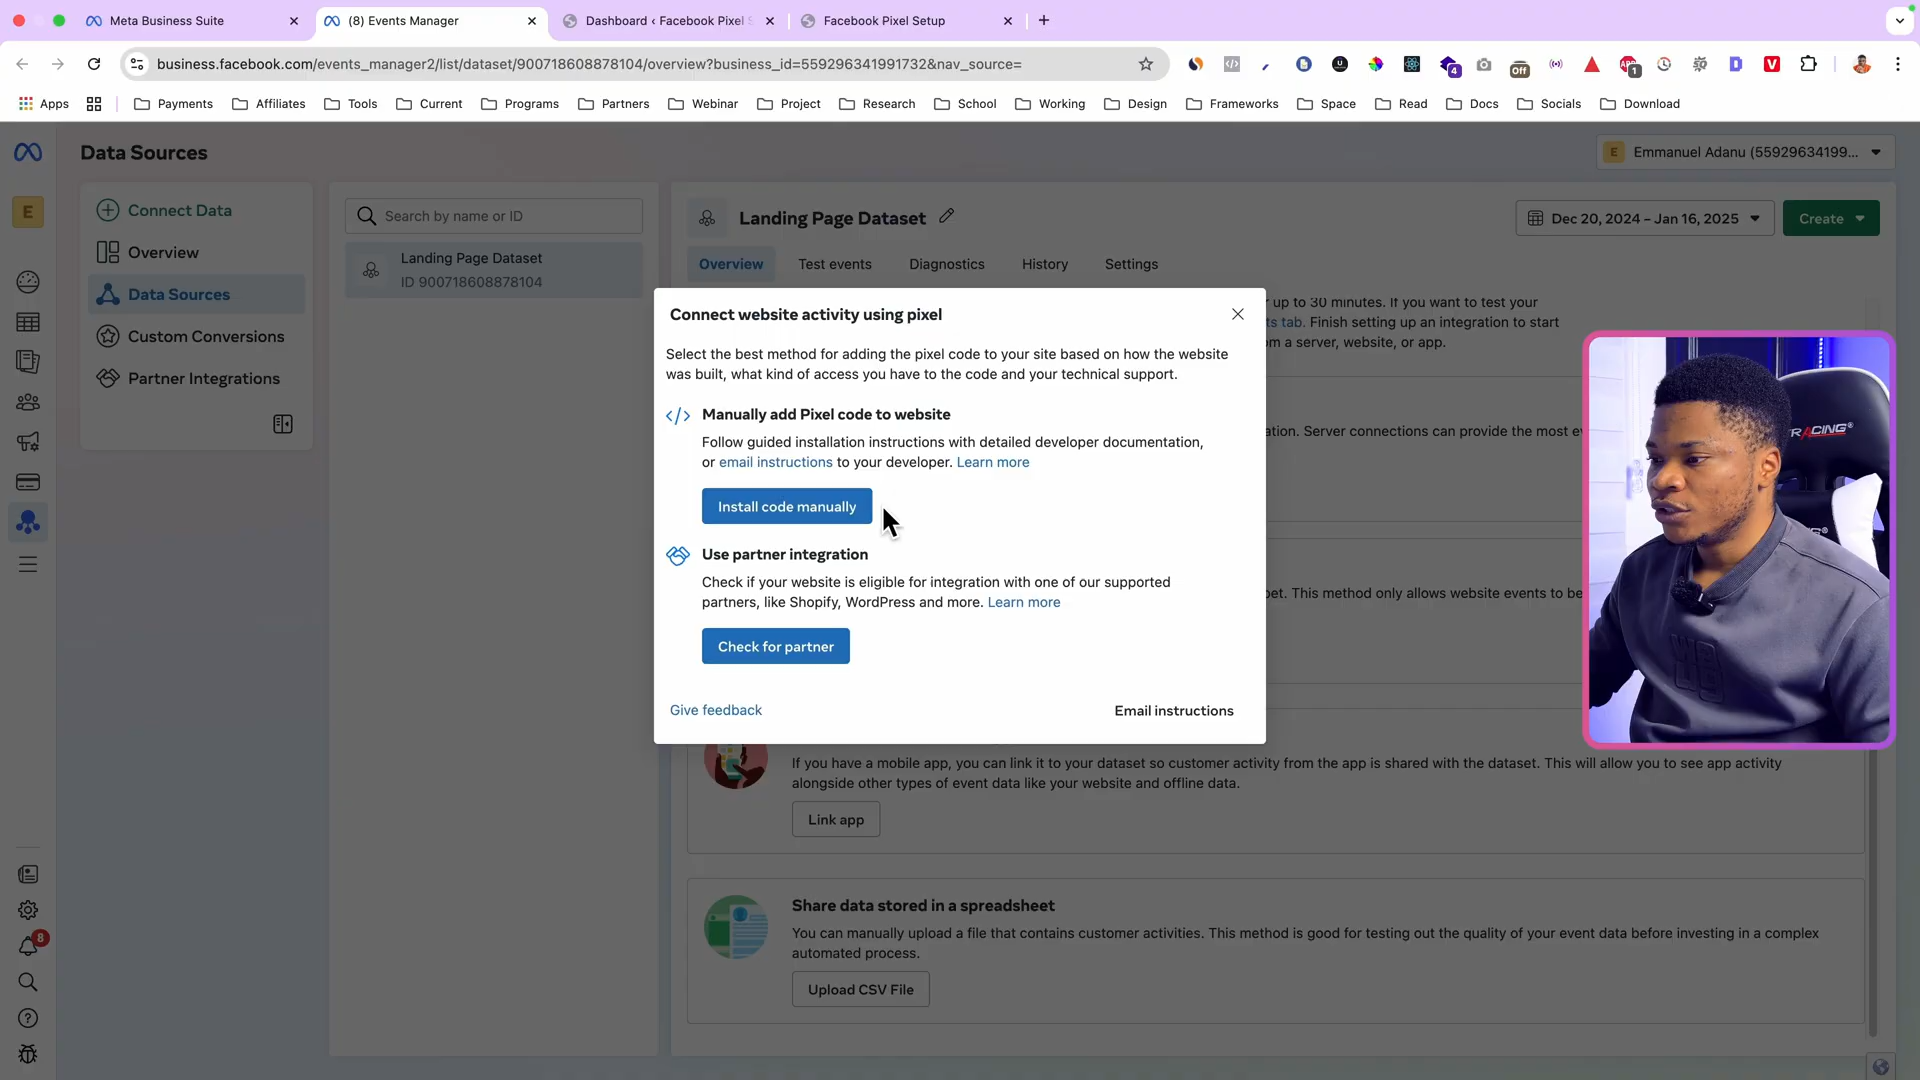 Meta Business Suite
(8) Events Manager
Dashboard ‹ Facebook Pixel S
Facebook Pixel Setup
business.facebook.com/events_manager2/list/dataset/900718608878104/overview?business_id=559296341991732&nav_source=
4
Off
1
Apps
Payments
Affiliates
Tools
Current
Programs
Partners
Webinar
Project
Research
School
Working
Design
Frameworks
Space
Read
Docs
Socials
Download
Data Sources
E Emmanuel Adanu (55929634199...
E
Connect Data
Overview
Data Sources
Custom Conversions
Partner Integrations
Search by name or ID
Landing Page Dataset
ID 900718608878104
Landing Page Dataset
Dec 20, 2024 – Jan 16, 2025
Create
Overview
Test events
Diagnostics
History
Settings
up to 30 minutes. If you want to test your
ts tab. Finish setting up an integration to start
om a server, website, or app.
ation. Server connections can provide the most e
pet. This method only allows website events to be
Connect website activity using pixel
Select the best method for adding the pixel code to your site based on how the website
was built, what kind of access you have to the code and your technical support.
Manually add Pixel code to website
Follow guided installation instructions with detailed developer documentation,
or email instructions to your developer. Learn more
Install code manually
Use partner integration
Check if your website is eligible for integration with one of our supported
partners, like Shopify, WordPress and more. Learn more
Check for partner
Give feedback
Email instructions
If you have a mobile app, you can link it to your dataset so customer activity from the app is shared with the dataset. This will allow you to see app activity
alongside other types of event data like your website and offline data.
Link app
Share data stored in a spreadsheet
You can manually upload a file that contains customer activities. This method is good for testing out the quality of your event data before investing in a complex
automated process.
Upload CSV File
8
RACING